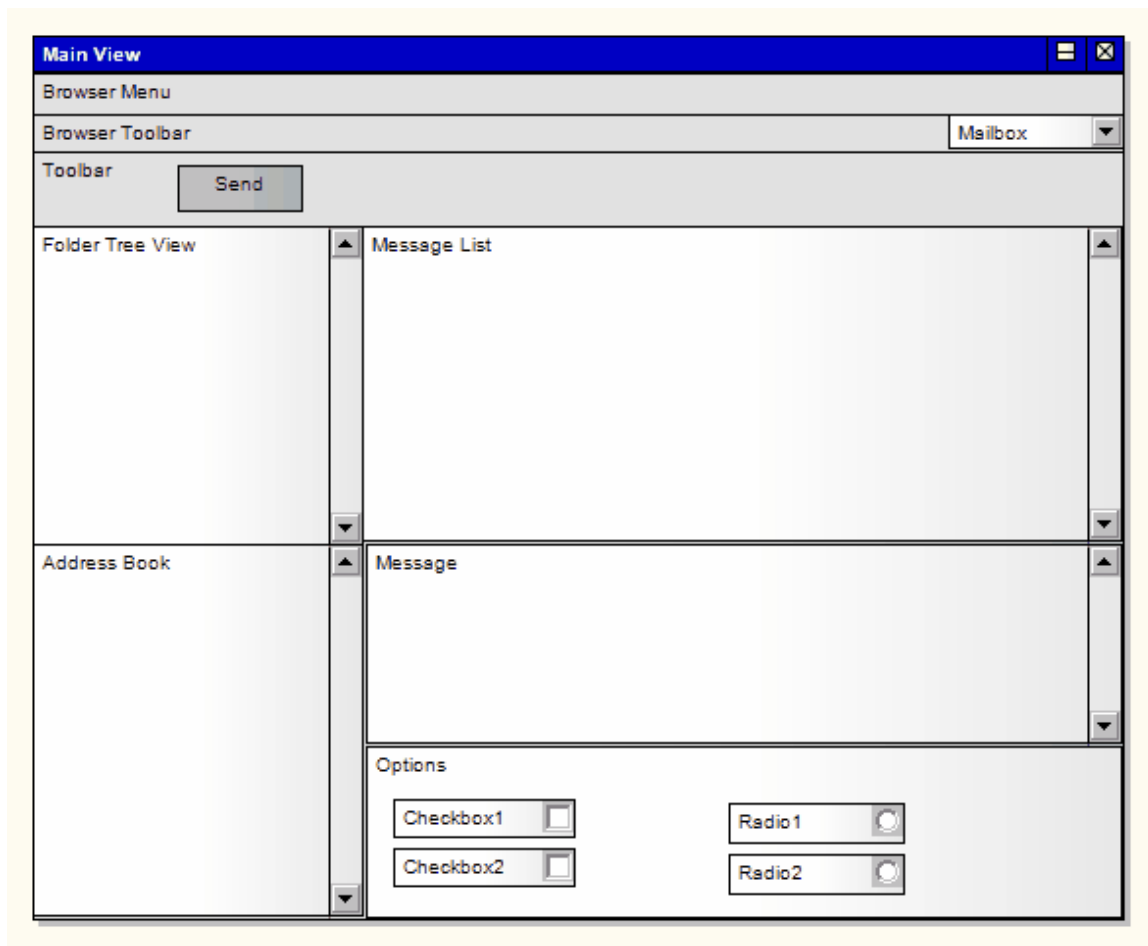 Main View
Browser Menu
Browser Toolbar
Mailbox
Toolbar
Send
Folder Tree View
Message List
Address Book
Message
Options
Checkbox1
Radio1
Checkbox2
Radio2